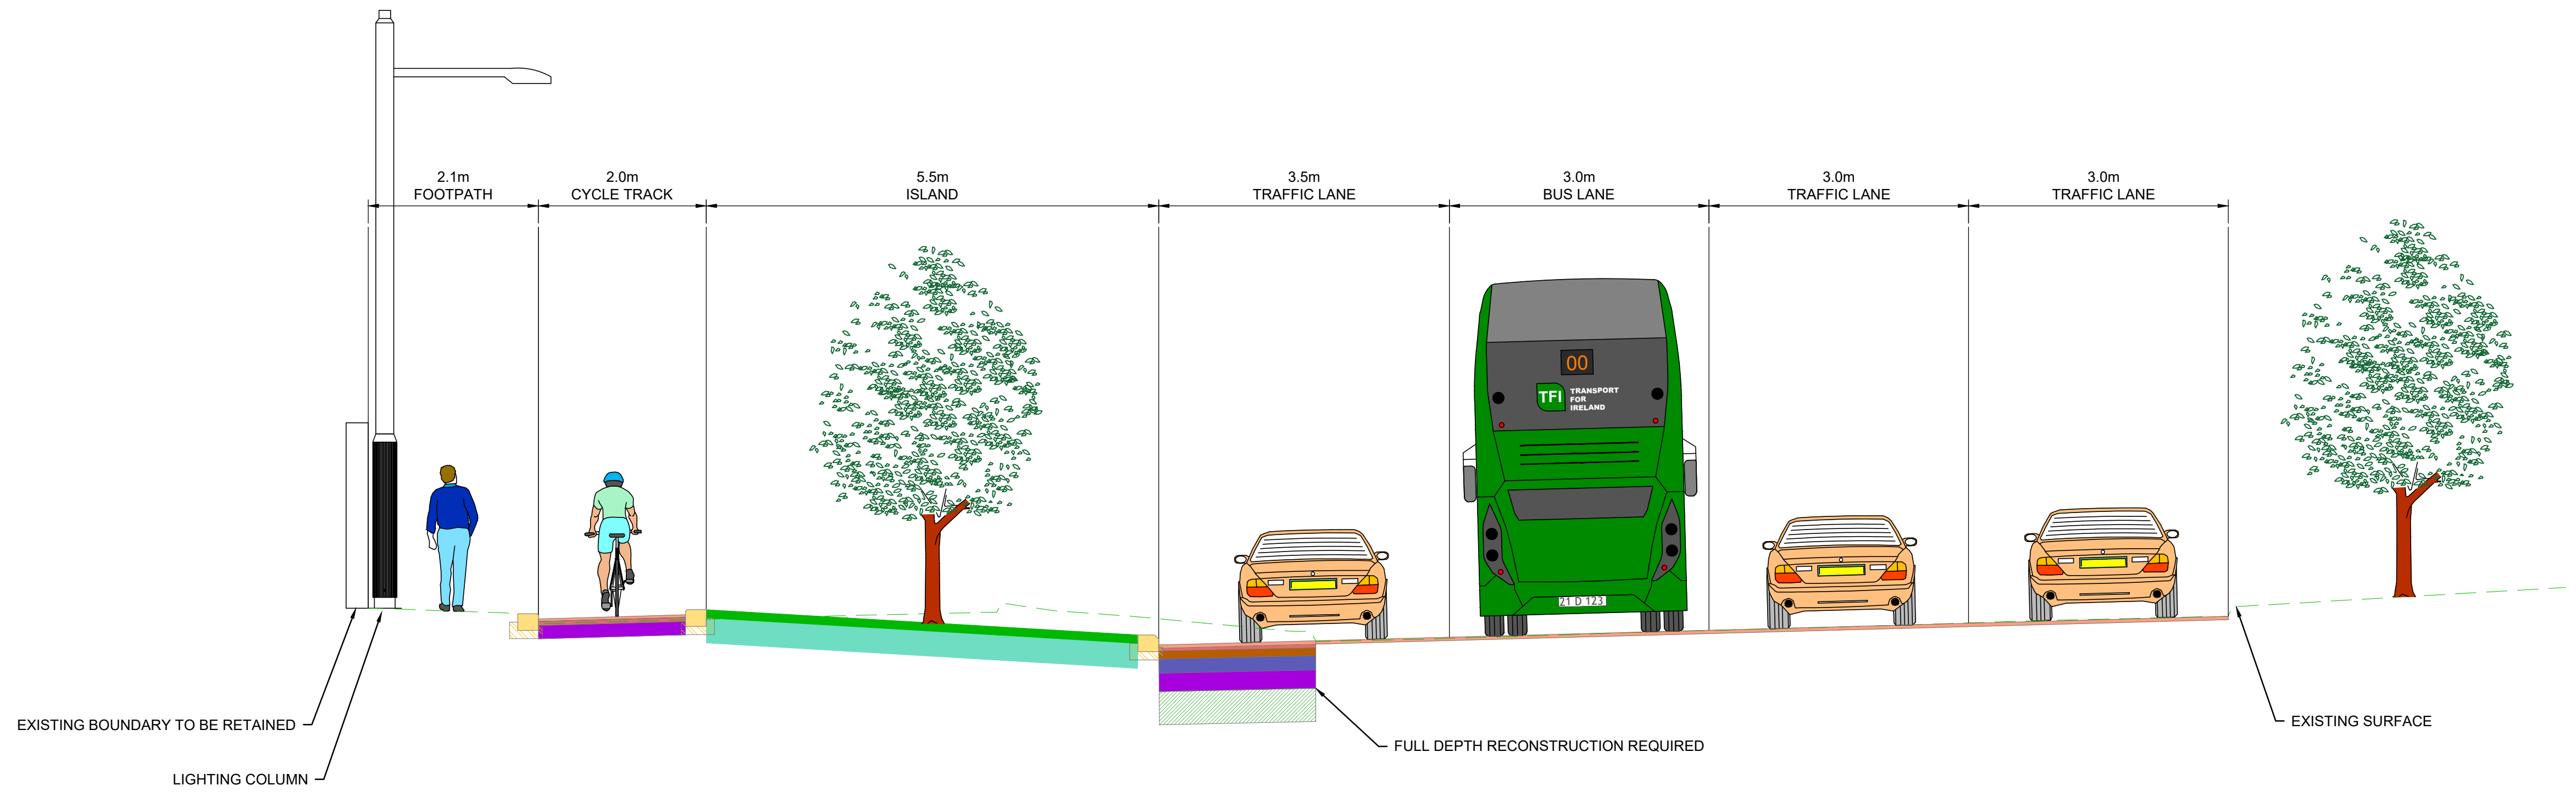 2.1m
FOOTPATH
2.0m
CYCLE TRACK
5.5m
ISLAND
3.5m
TRAFFIC LANE
3.0m
BUS LANE
3.0m
TRAFFIC LANE
3.0m
TRAFFIC LANE
00
TFI
TRANSPORT
FOR
IRELAND
21 D 123
EXISTING BOUNDARY TO BE RETAINED
LIGHTING COLUMN
FULL DEPTH RECONSTRUCTION REQUIRED
EXISTING SURFACE